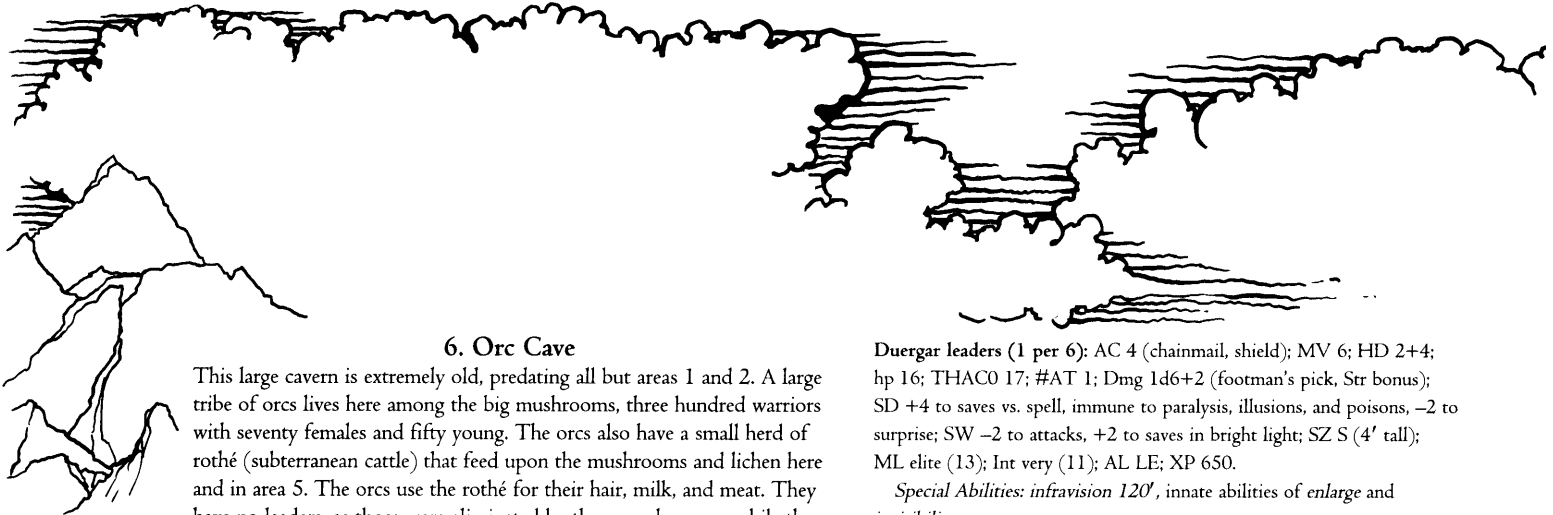 6. Orc Cave
This large cavern is extremely old, predating all but areas 1 and 2. A large
tribe of orcs lives here among the big mushrooms, three hundred warriors
with seventy females and fifty young. The orcs also have a small herd of
rothé (subterranean cattle) that feed upon the mushrooms and lichen here
and in area 5. The orcs use the rothé for their hair, milk, and meat. They
Duergar leaders (1 per 6): AC 4 (chainmail, shield); MV 6; HD 2+4;
hp 16; THAC0 17; #AT 1; Dmg 1d6+2 (footman's pick, Str bonus);
SD +4 to saves vs. spell, immune to paralysis, illusions, and poisons, –2 to
surprise; SW –2 to attacks, +2 to saves in bright light; SZ S (4′ tall);
ML elite (13); Int very (11); AL LE; XP 650.
Special Abilities: infravision 120′, innate abilities of enlarge and